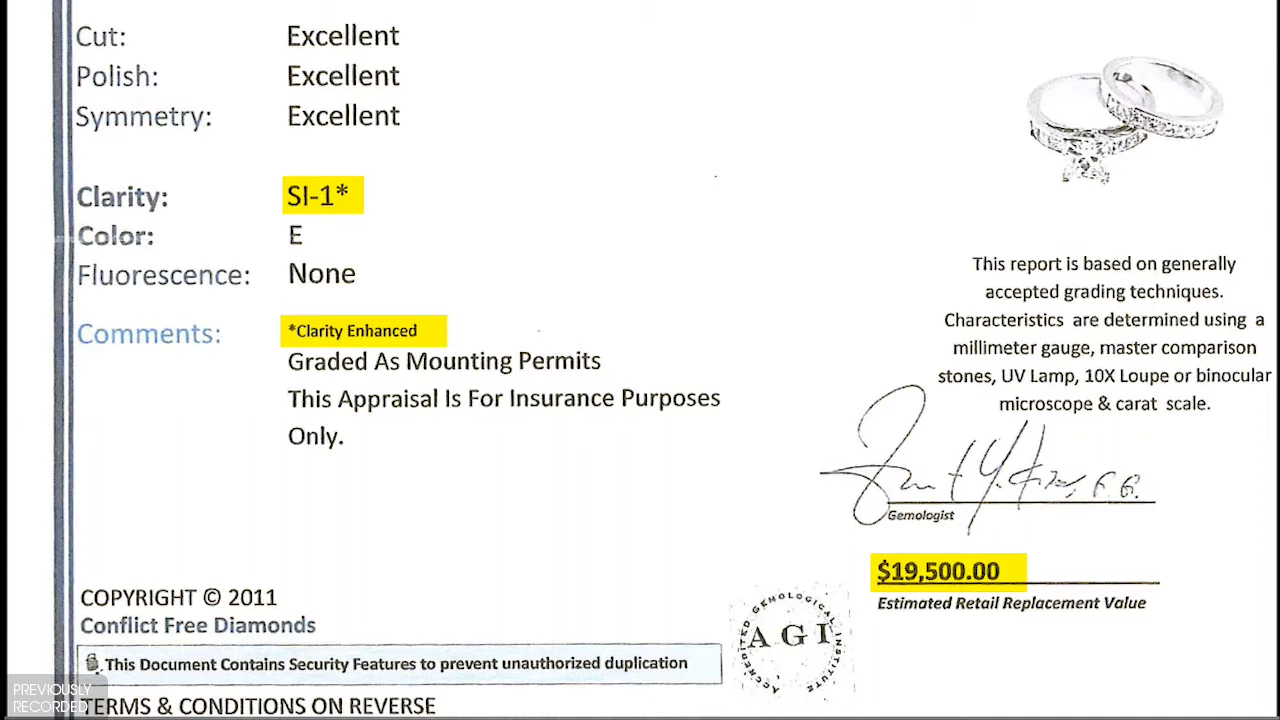 Cut: Excellent
Polish: Excellent
Symmetry: Excellent
Clarity: SI-1*
Color: E
Fluorescence: None
Comments: *Clarity Enhanced
Graded As Mounting Permits
This Appraisal Is For Insurance Purposes
Only.
This report is based on generally
accepted grading techniques.
Characteristics are determined using a
millimeter gauge, master comparison
stones, UV Lamp, 10X Loupe or binocular
microscope & carat scale.
Gemologist
$19,500.00
Estimated Retail Replacement Value
COPYRIGHT © 2011
Conflict Free Diamonds
This Document Contains Security Features to prevent unauthorized duplication
TERMS & CONDITIONS ON REVERSE
ACCREDITED GEMOLOGICAL INSTITUTE
AGI
PREVIOUSLY
RECORDED